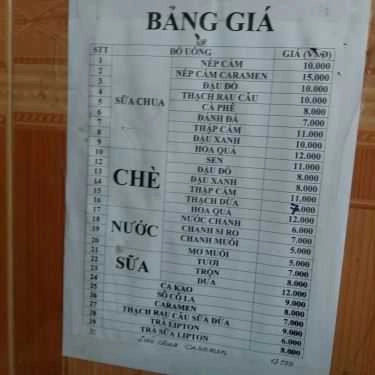 BẢNG GIÁ
STT ĐỒ UỐNG GIÁ (VNĐ)
1 NẾP CẨM 10.000
2 NẾP CẨM CARAMEN 15.000
3 ĐẬU ĐỎ 10.000
4 SỮA CHUA THẠCH RAU CÂU 10.000
5 CÀ PHÊ 8.000
6 ĐÁNH ĐÁ 7.000
7 THẬP CẨM 11.000
8 ĐẬU XANH 10.000
9 HOA QUẢ 12.000
10 SEN 11.000
12 CHÈ ĐẬU ĐỎ 8.000
13 ĐẬU XANH 8.000
14 THẬP CẨM 11.000
15 THẠCH DỪA 8.000
16 HOA QUẢ 7.000
17 NƯỚC CHANH 12.000
18 NƯỚC CHANH SI RO 6.000
19 CHANH MUỐI 7.000
20 MƠ MUỐI 5.000
21 SỮA TƯƠI 5.000
22 TRỘN 7.000
23 DỪA 8.000
25 CA KAO 12.000
25 SÔ CÔ LA 9.000
26 CARAMEN 8.000
27 THẠCH RAU CÂU SỮA DỪA 7.000
28 TRÀ LIPTON 6.000
29 TRÀ SỮA LIPTON 8.000